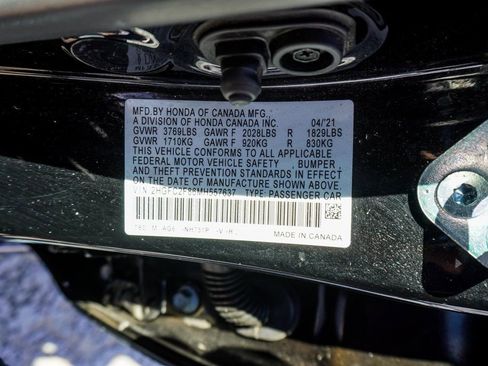 MFD.BY HONDA OF CANADA MFG.,
A DIVISION OF HONDA CANADA INC. 04/'21
GVWR 3769LBS GAWR F 2028LBS R 1829LBS
GVWR 1710KG GAWR F 920KG R 830KG
THIS VEHICLE CONFORMS TO ALL APPLICABLE
FEDERAL MOTOR VEHICLE SAFETY , BUMPER,
AND THEFT PREVENTION STANDARDS IN EFFECT
ON THE DATE OF MANUFACTURE SHOWN ABOVE.
V.I.N. TYPE PASSENGER CAR
NH731P
MADE IN CANADA